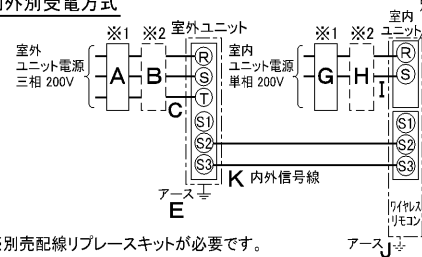 内外別受電方式
室外ユニット
室内
ユニット
※1 ※2
※1 ※2
室外
ユニット電源
三相 200V
A
B
C
R
S
T
S1
S2
S3
アース
E
室内
ユニット電源
単相 200V
G
H
I
R
S
S1
S2
S3
K 内外信号線
ワイヤレス
リモコン
アース
J
別売配線リプレースキットが必要です。